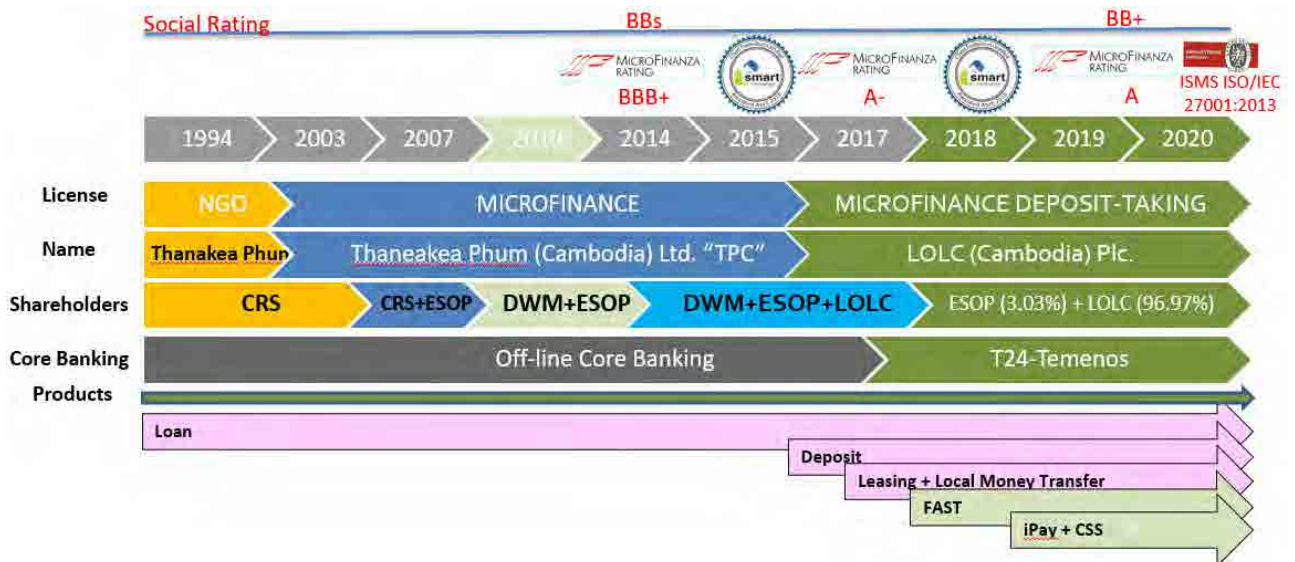 Social Rating BBs BB+
MICROFINANZA RATING
smart
MICROFINANZA RATING
smart
MICROFINANZA RATING
BBB+ A- A ISMS ISO/IEC
27001:2013
1994 2003 2007 2010 2014 2015 2017 2018 2019 2020
License NGO MICROFINANCE MICROFINANCE DEPOSIT-TAKING
Name Thanakea Phum Thaneakea Phum (Cambodia) Ltd. “TPC” LOLC (Cambodia) Plc.
Shareholders CRS CRS+ESOP DWM+ESOP DWM+ESOP+LOLC ESOP (3.03%) + LOLC (96.97%)
Core Banking Off-line Core Banking T24-Temenos
Products
Loan
Deposit
Leasing + Local Money Transfer
FAST
iPay + CSS